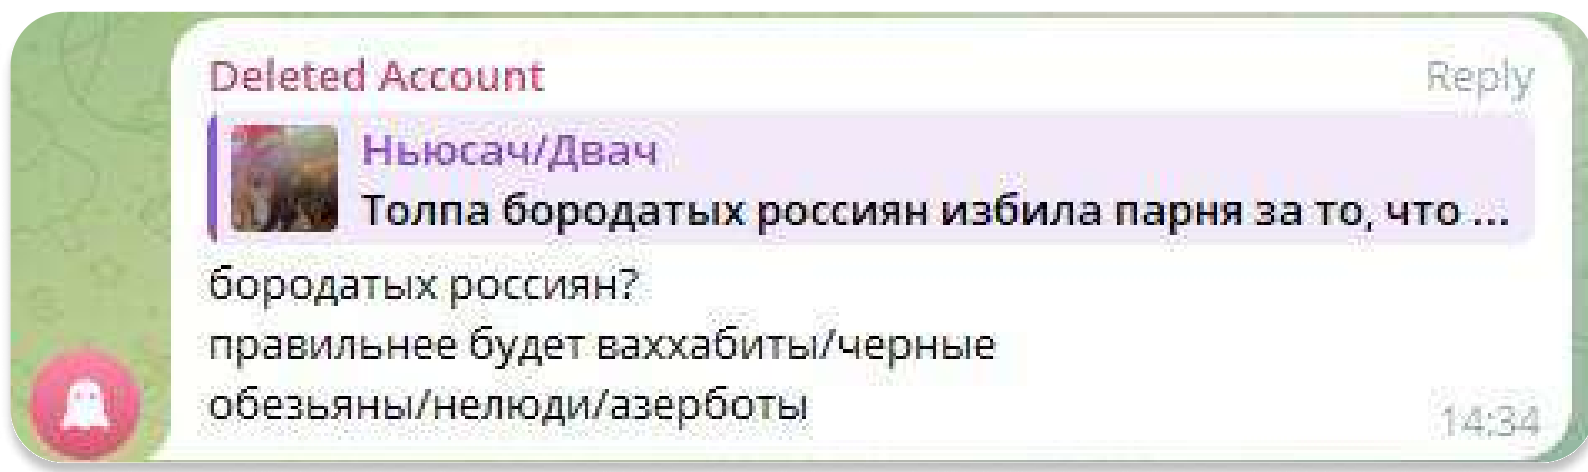 Deleted Account Reply
Ньюсач/Двач
Толпа бородатых россиян избила парня за то, что ...
бородатых россиян?
правильнее будет ваххабиты/черные
обезьяны/нелюди/азерботы
14:34